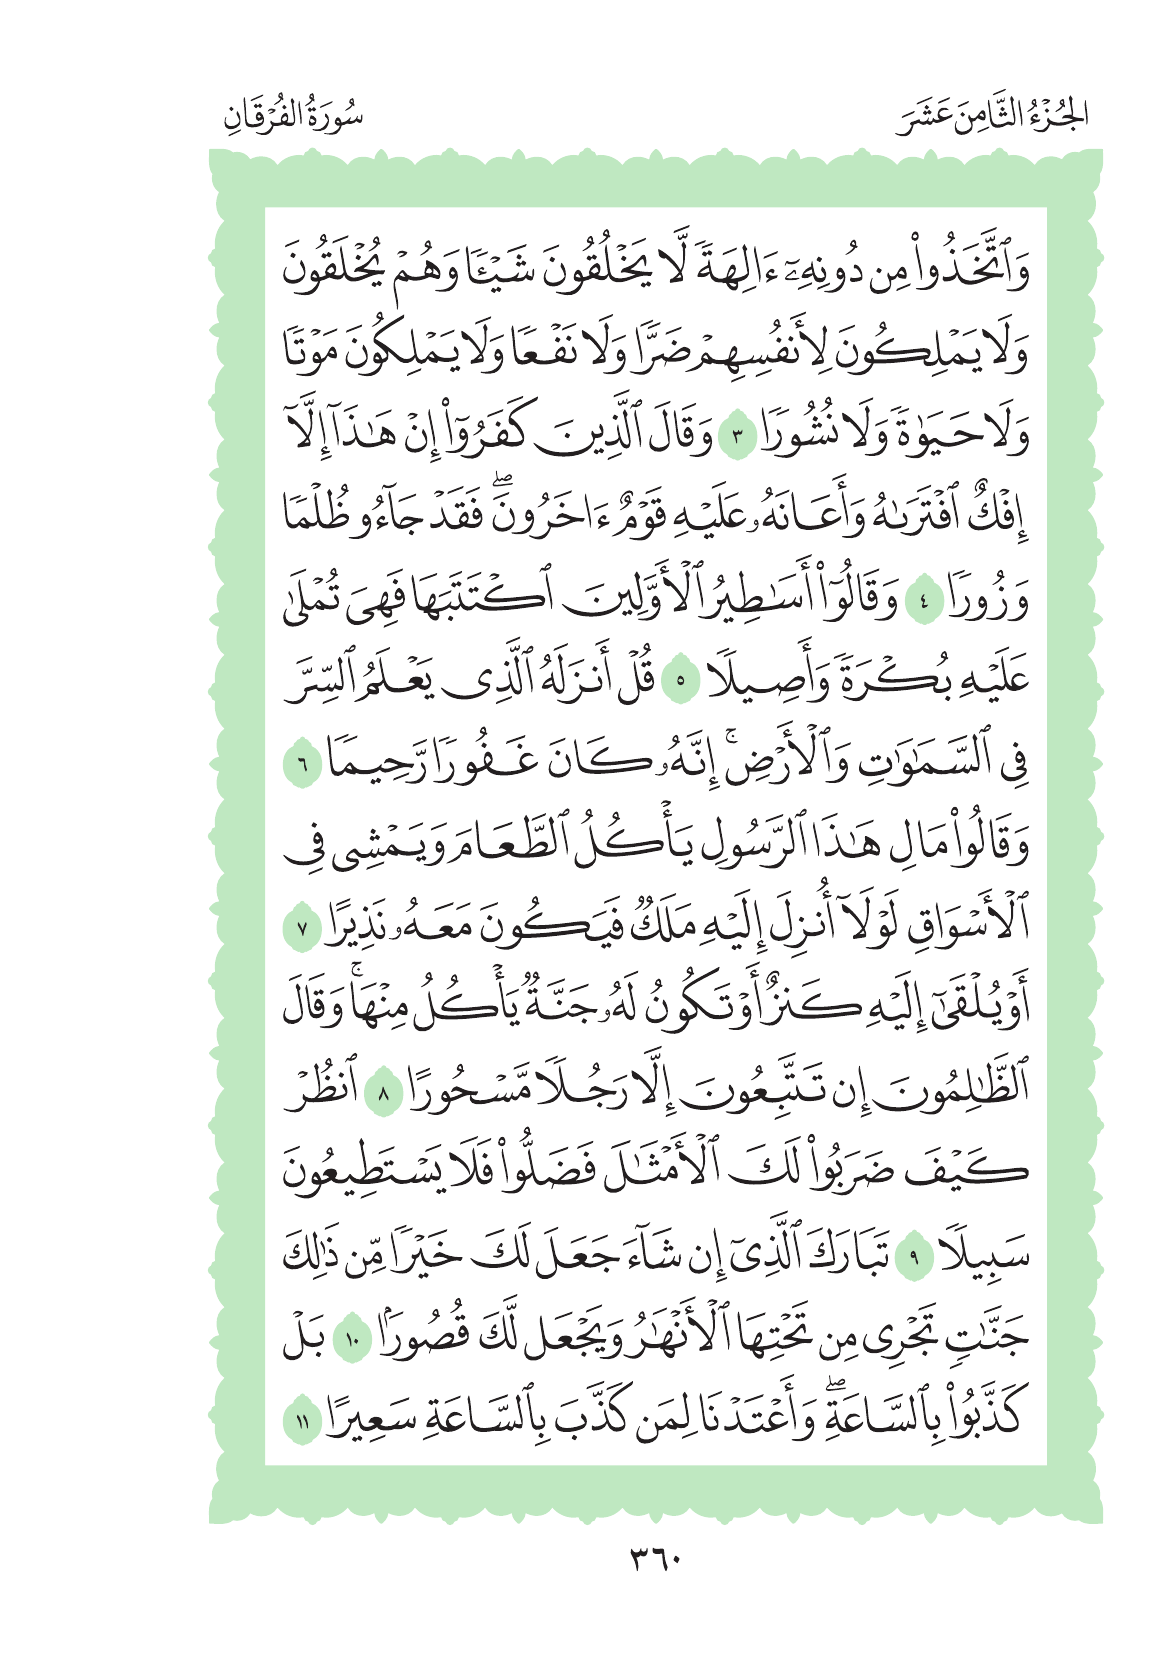 الجُزْءُ الثَّامِنَ عَشَرَ
سُورَةُ الفُرْقَانِ
وَٱتَّخَذُواْ مِن دُونِهِۦٓ ءَالِهَةٗ لَّا يَخۡلُقُونَ شَيۡـٔٗا وَهُمۡ يُخۡلَقُونَ
وَلَا يَمۡلِكُونَ لِأَنفُسِهِمۡ ضَرّٗا وَلَا نَفۡعٗا وَلَا يَمۡلِكُونَ مَوۡتٗا
وَلَا حَيَوٰةٗ وَلَا نُشُورٗا ٣ وَقَالَ ٱلَّذِينَ كَفَرُوٓاْ إِنۡ هَٰذَآ إِلَّآ
إِفۡكٌ ٱفۡتَرَىٰهُ وَأَعَانَهُۥ عَلَيۡهِ قَوۡمٌ ءَاخَرُونَۖ فَقَدۡ جَآءُو ظُلۡمٗا
وَزُورٗا ٤ وَقَالُوٓاْ أَسَٰطِيرُ ٱلۡأَوَّلِينَ ٱكۡتَتَبَهَا فَهِيَ تُمۡلَىٰ
عَلَيۡهِ بُكۡرَةٗ وَأَصِيلٗا ٥ قُلۡ أَنزَلَهُ ٱلَّذِي يَعۡلَمُ ٱلسِّرَّ
فِي ٱلسَّمَٰوَٰتِ وَٱلۡأَرۡضِۚ إِنَّهُۥ كَانَ غَفُورٗا رَّحِيمٗا ٦
وَقَالُواْ مَالِ هَٰذَا ٱلرَّسُولِ يَأۡكُلُ ٱلطَّعَامَ وَيَمۡشِي فِي
ٱلۡأَسۡوَاقِ لَوۡلَآ أُنزِلَ إِلَيۡهِ مَلَكٞ فَيَكُونَ مَعَهُۥ نَذِيرًا ٧
أَوۡ يُلۡقَىٰٓ إِلَيۡهِ كَنزٌ أَوۡ تَكُونُ لَهُۥ جَنَّةٞ يَأۡكُلُ مِنۡهَاۚ وَقَالَ
ٱلظَّٰلِمُونَ إِن تَتَّبِعُونَ إِلَّا رَجُلٗا مَّسۡحُورًا ٨ ٱنظُرۡ
كَيۡفَ ضَرَبُواْ لَكَ ٱلۡأَمۡثَٰلَ فَضَلُّواْ فَلَا يَسۡتَطِيعُونَ
سَبِيلٗا ٩ تَبَارَكَ ٱلَّذِيٓ إِن شَآءَ جَعَلَ لَكَ خَيۡرٗا مِّن ذَٰلِكَ
جَنَّٰتٖ تَجۡرِي مِن تَحۡتِهَا ٱلۡأَنۡهَٰرُ وَيَجۡعَل لَّكَ قُصُورَۢا ١٠ بَلۡ
كَذَّبُواْ بِٱلسَّاعَةِۖ وَأَعۡتَدۡنَا لِمَن كَذَّبَ بِٱلسَّاعَةِ سَعِيرًا ١١
٣٦٠